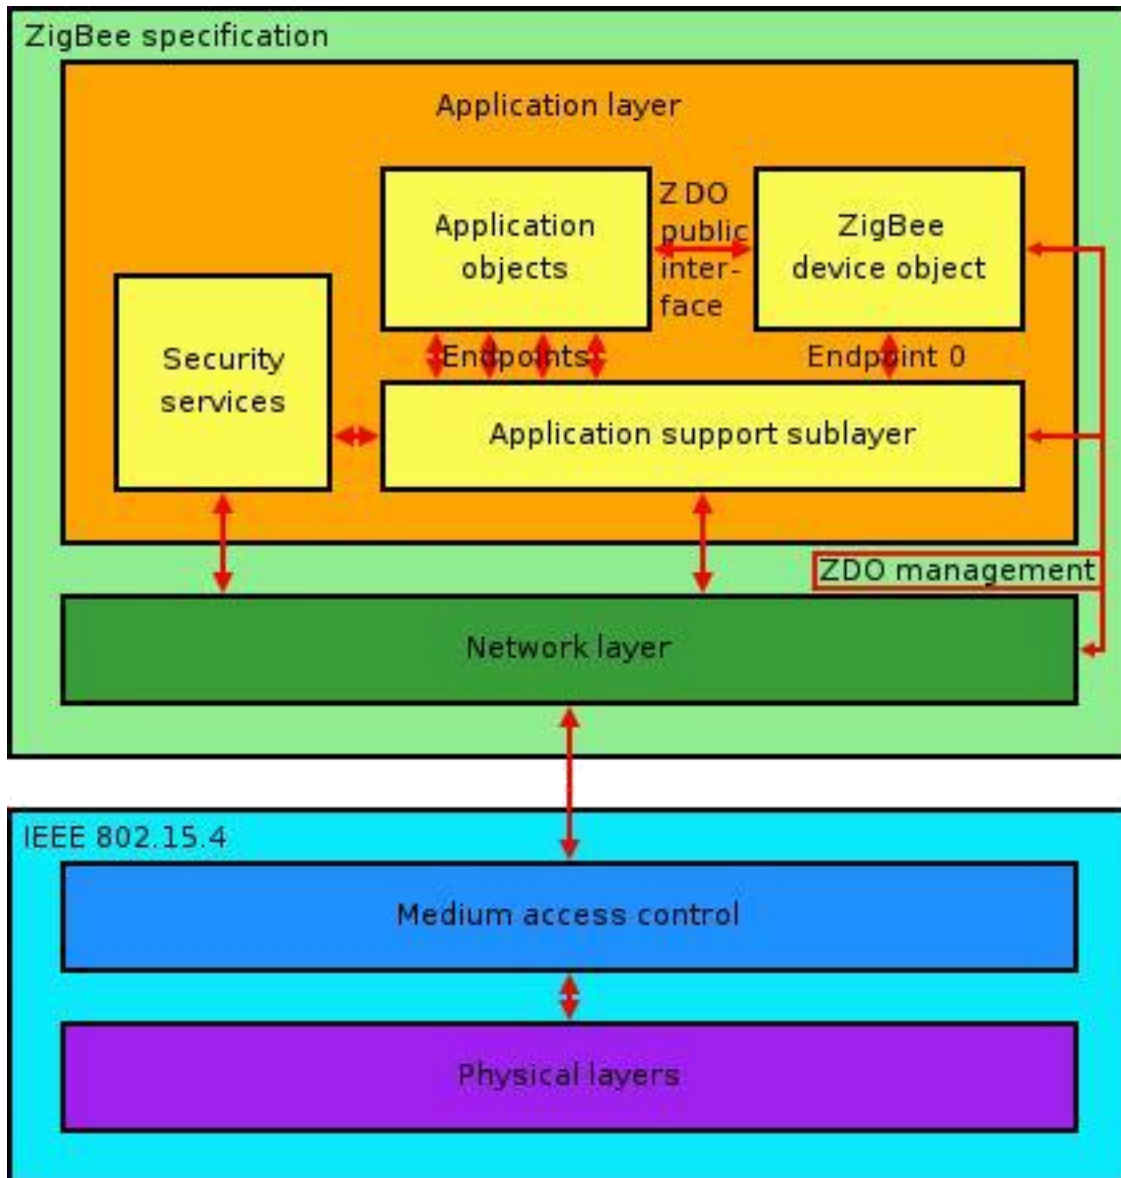 ZigBee specification
Application layer
Application
objects
ZDO
public
inter-
face
ZigBee
device object
Security
services
Endpoints
Endpoint 0
Application support sublayer
ZDO management
Network layer
IEEE 802.15.4
Medium access control
Physical layers